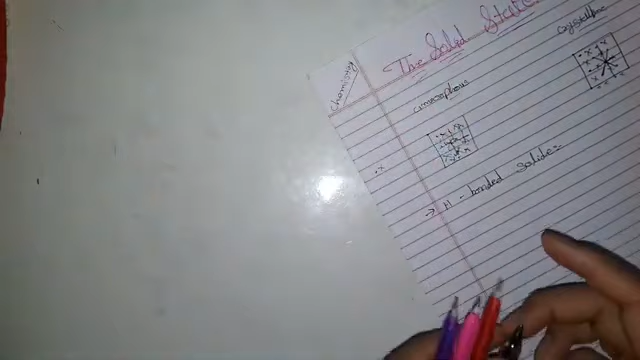 The Solid State
Chemistry
crystalline
amorphous
→ H - bonded Solids